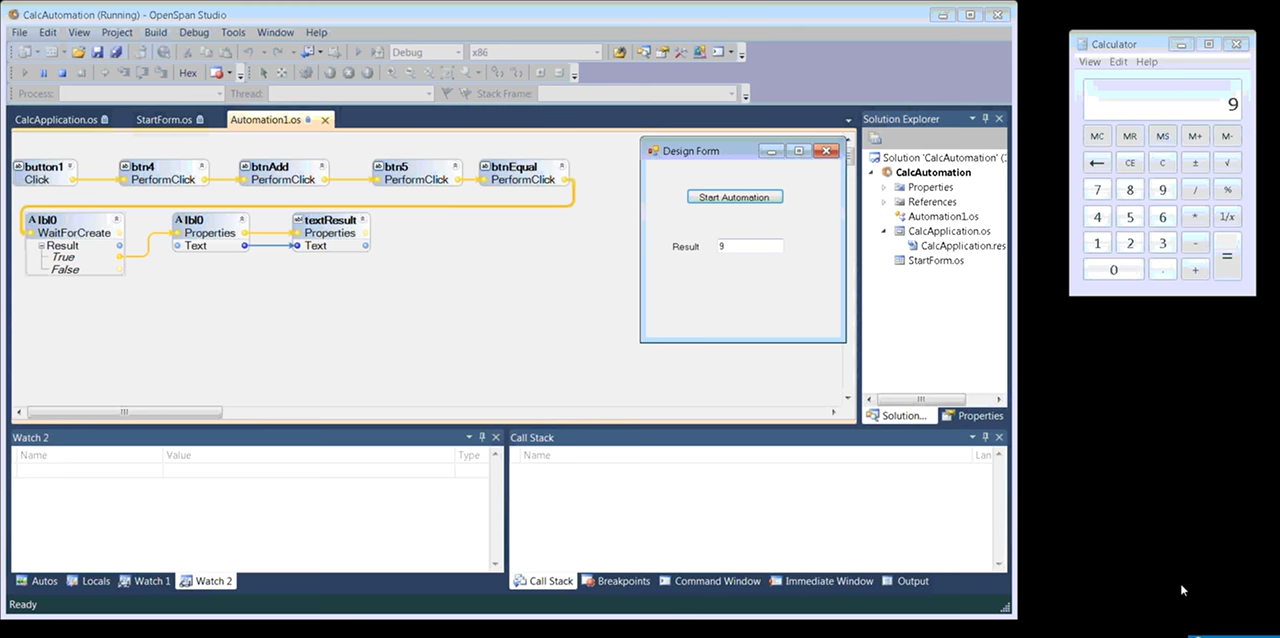 CalcAutomation (Running) - OpenSpan Studio
File Edit View Project Build Debug Tools Window Help
Debug x86
Hex
Process: Thread: Stack Frame:
CalcApplication.os StartForm.os Automation1.os
button1
Click
btn4
PerformClick
btnAdd
PerformClick
btn5
PerformClick
btnEqual
PerformClick
lbl0
WaitForCreate
Result
True
False
lbl0
Properties
Text
textResult
Properties
Text
Design Form
Start Automation
Result 9
Solution Explorer
Solution 'CalcAutomation' (
CalcAutomation
Properties
References
Automation1.os
CalcApplication.os
CalcApplication.res
StartForm.os
Solution... Properties
Watch 2
Name Value Type
Autos Locals Watch 1 Watch 2
Call Stack
Name Lan
Call Stack Breakpoints Command Window Immediate Window Output
Ready
Calculator
View Edit Help
9
MC MR MS M+ M-
← CE C ± √
7 8 9 / %
4 5 6 * 1/x
1 2 3 - =
0 . +